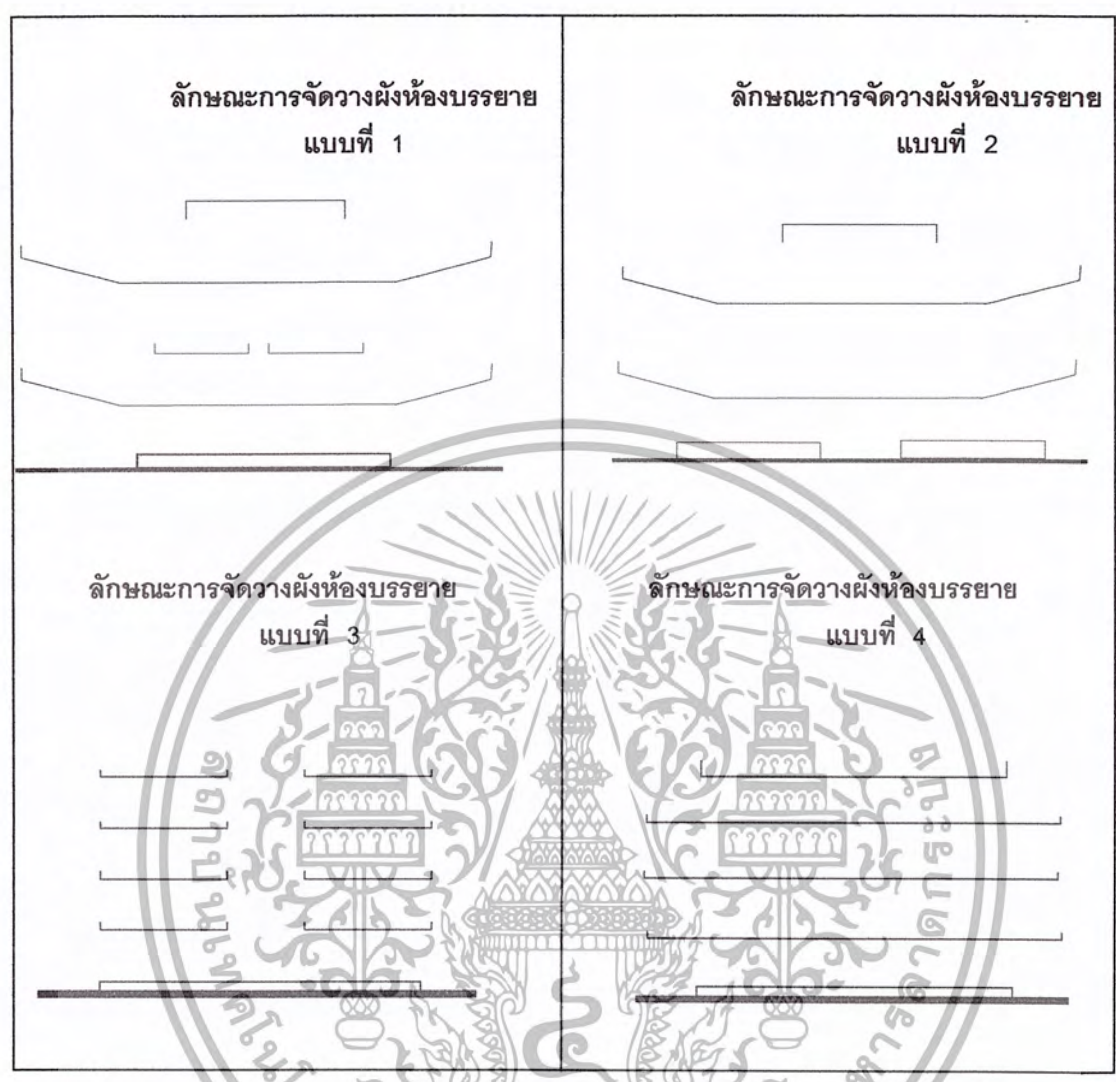 ลักษณะการจัดวางผังห้องบรรยาย
แบบที่ 1
ลักษณะการจัดวางผังห้องบรรยาย
แบบที่ 2
ลักษณะการจัดวางผังห้องบรรยาย
แบบที่ 3
ลักษณะการจัดวางผังห้องบรรยาย
แบบที่ 4